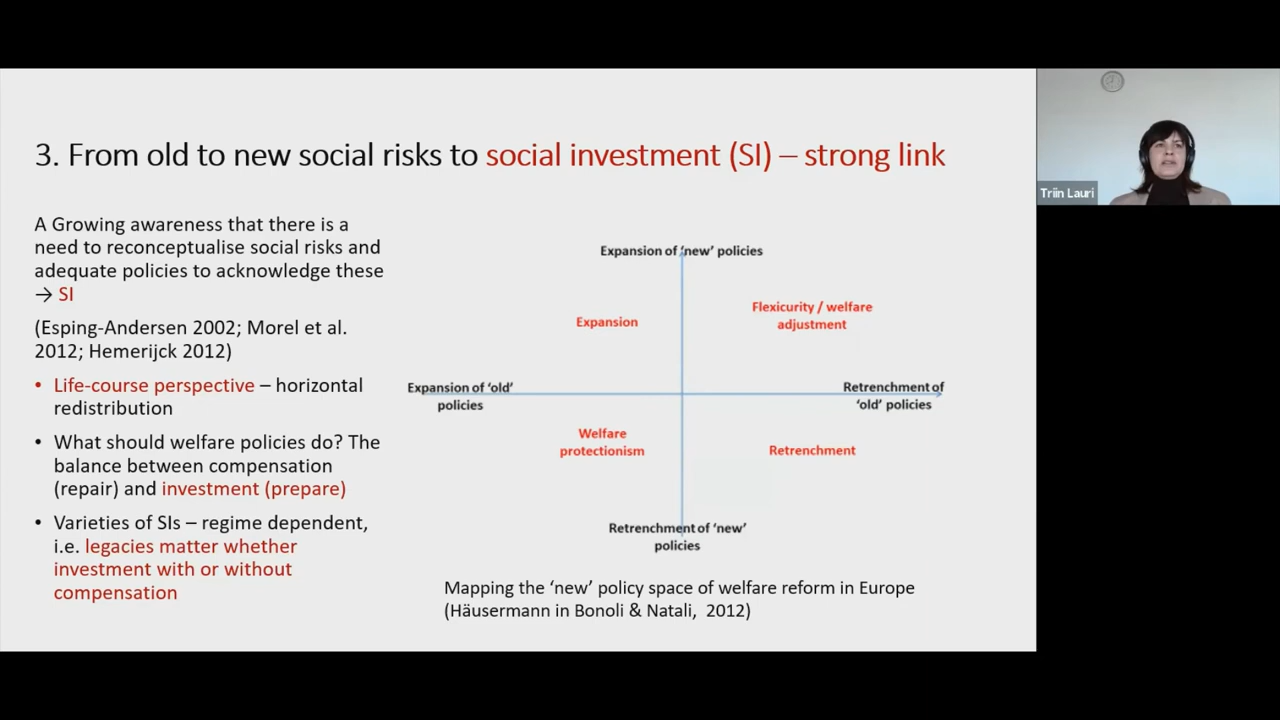 3. From old to new social risks to social investment (SI) – strong link
A Growing awareness that there is a
need to reconceptualise social risks and
adequate policies to acknowledge these
→ SI
(Esping-Andersen 2002; Morel et al.
2012; Hemerijck 2012)
• Life-course perspective – horizontal
redistribution
• What should welfare policies do? The
balance between compensation
(repair) and investment (prepare)
• Varieties of SIs – regime dependent,
i.e. legacies matter whether
investment with or without
compensation
Expansion of ‘new’ policies
Expansion
Flexicurity / welfare
adjustment
Expansion of ‘old’
policies
Retrenchment of
‘old’ policies
Welfare
protectionism
Retrenchment
Retrenchment of ‘new’
policies
Mapping the ‘new’ policy space of welfare reform in Europe
(Häusermann in Bonoli & Natali, 2012)
Triin Lauri